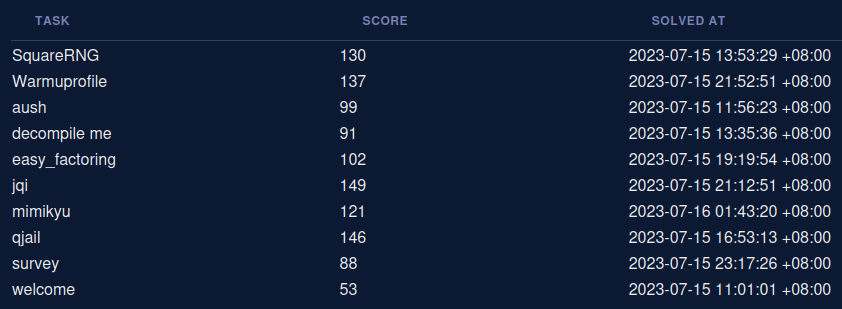 TASK SCORE SOLVED AT
SquareRNG 130 2023-07-15 13:53:29 +08:00
Warmuprofile 137 2023-07-15 21:52:51 +08:00
aush 99 2023-07-15 11:56:23 +08:00
decompile me 91 2023-07-15 13:35:36 +08:00
easy_factoring 102 2023-07-15 19:19:54 +08:00
jqi 149 2023-07-15 21:12:51 +08:00
mimikyu 121 2023-07-16 01:43:20 +08:00
qjail 146 2023-07-15 16:53:13 +08:00
survey 88 2023-07-15 23:17:26 +08:00
welcome 53 2023-07-15 11:01:01 +08:00